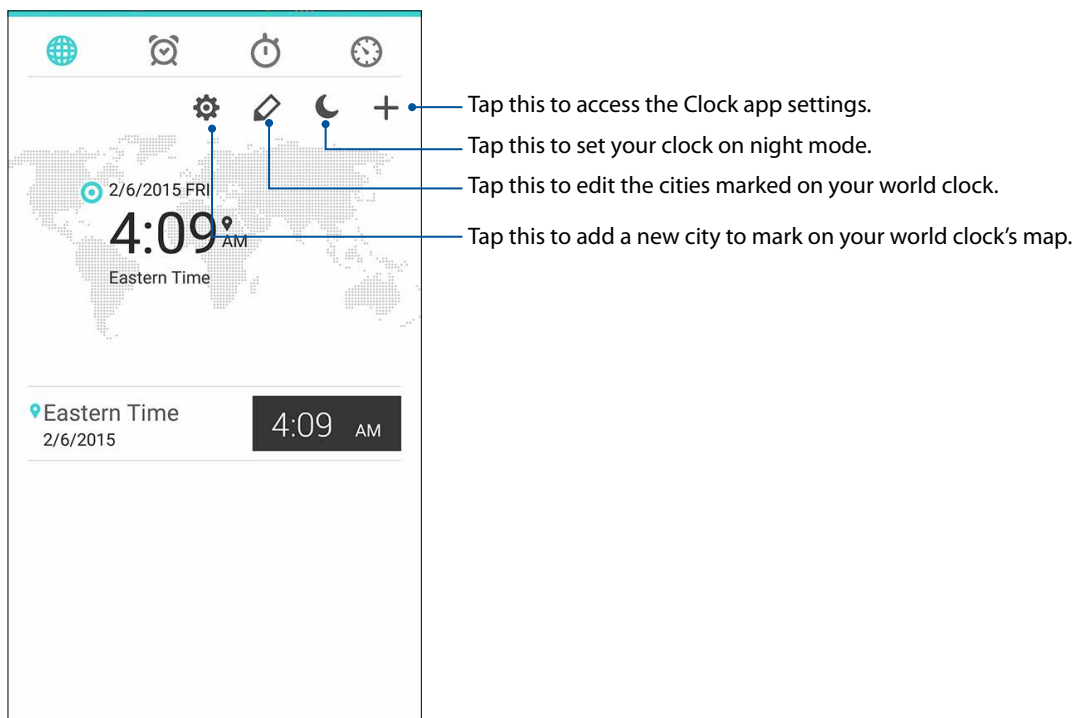 Tap this to access the Clock app settings.
Tap this to set your clock on night mode.
Tap this to edit the cities marked on your world clock.
2/6/2015 FRI
4:09 AM
Eastern Time
Tap this to add a new city to mark on your world clock’s map.
Eastern Time
2/6/2015
4:09 AM